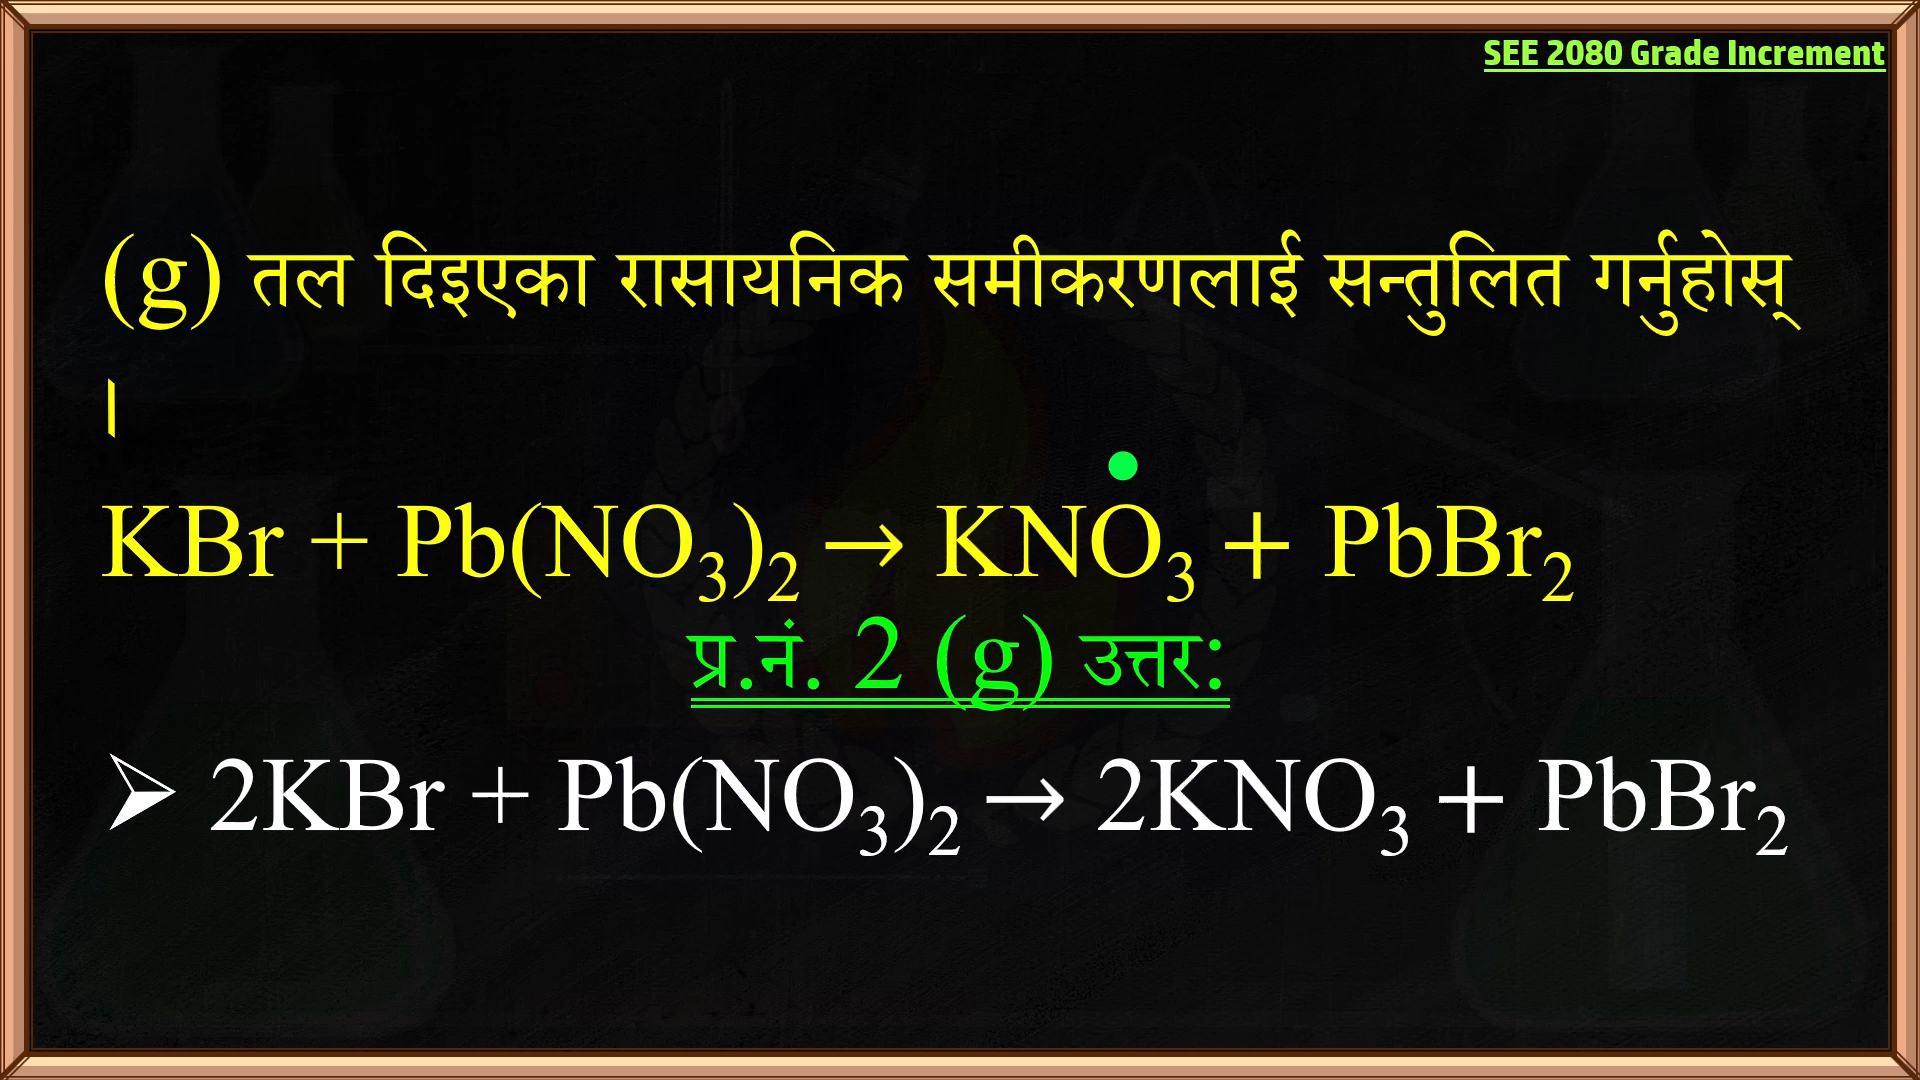 SEE 2080 Grade Increment
(g) तल दिइएका रासायनिक समीकरणलाई सन्तुलित गर्नुहोस्
।
KBr + Pb(NO₃)₂ → KNO₃ + PbBr₂
प्र.नं. 2 (g) उत्तर:
➢ 2KBr + Pb(NO₃)₂ → 2KNO₃ + PbBr₂